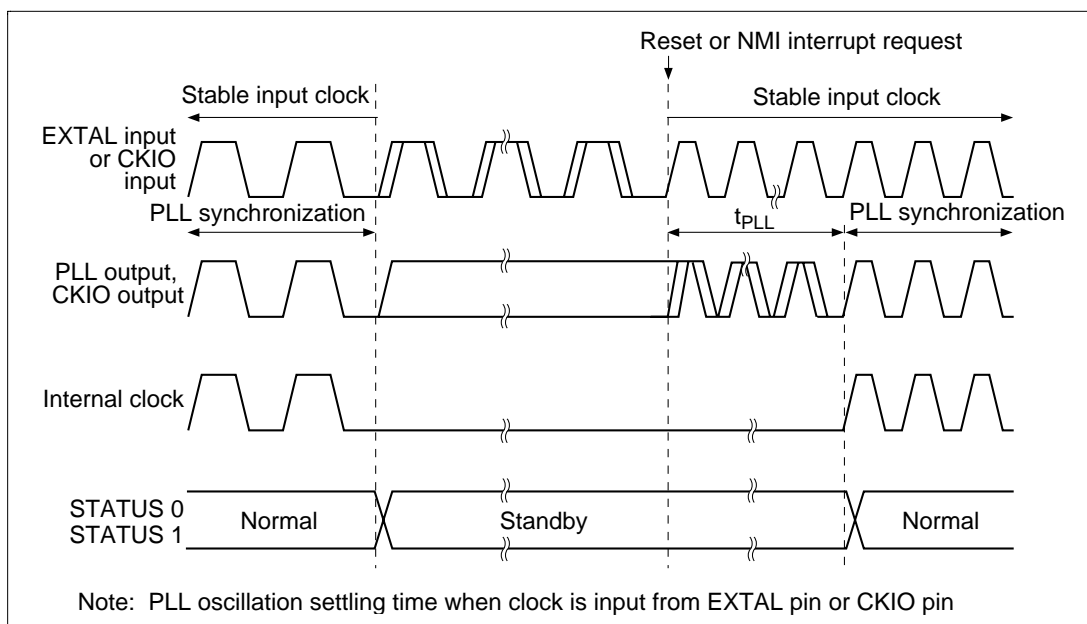 Reset or NMI interrupt request
Stable input clock
Stable input clock
EXTAL input
or CKIO
input
PLL synchronization
tPLL
PLL synchronization
PLL output,
CKIO output
Internal clock
STATUS 0
STATUS 1
Normal
Standby
Normal
Note: PLL oscillation settling time when clock is input from EXTAL pin or CKIO pin